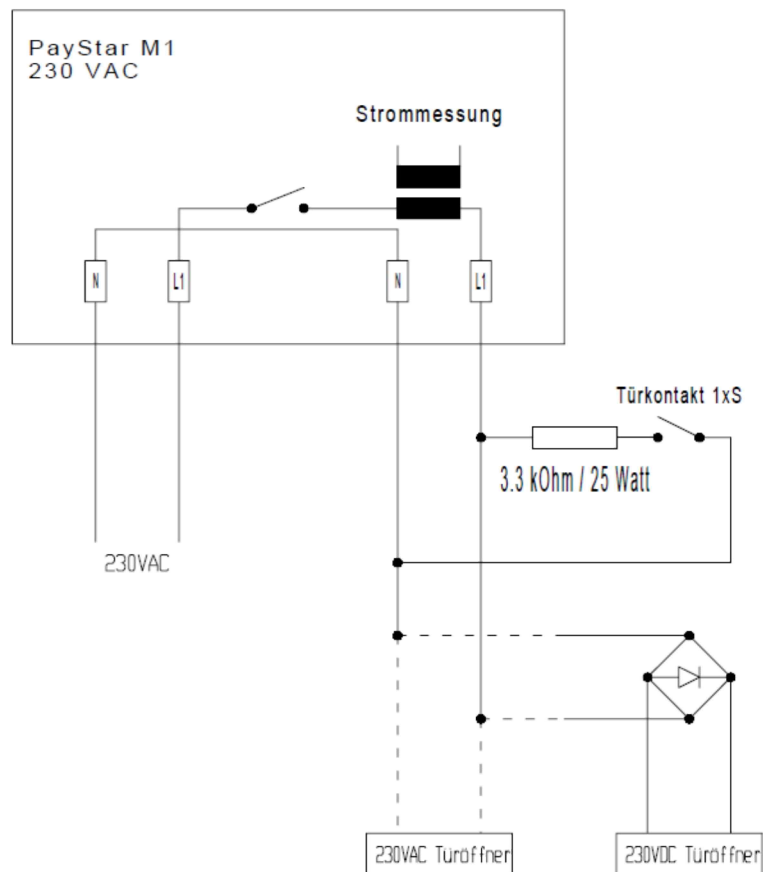 PayStar M1
230 VAC
Strommessung
N
L1
N
L1
Türkontakt 1xS
3.3 kOhm / 25 Watt
230VAC
230VAC Türöffner
230VDC Türöffner